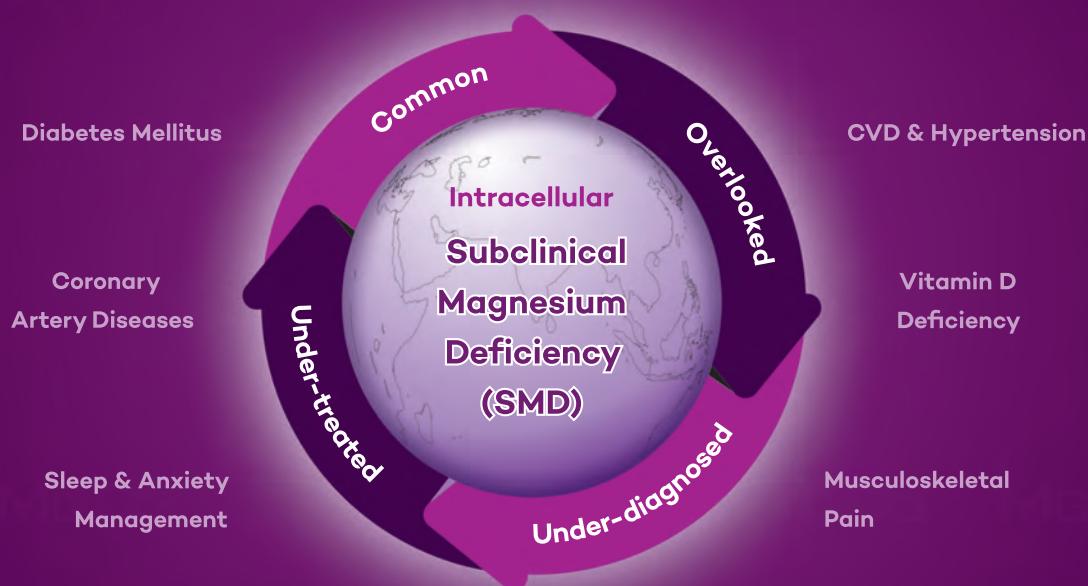 Common
Overlooked
Under-diagnosed
Under-treated
Intracellular
Subclinical
Magnesium
Deficiency
(SMD)
Diabetes Mellitus
Coronary
Artery Diseases
Sleep & Anxiety
Management
CVD & Hypertension
Vitamin D
Deficiency
Musculoskeletal
Pain